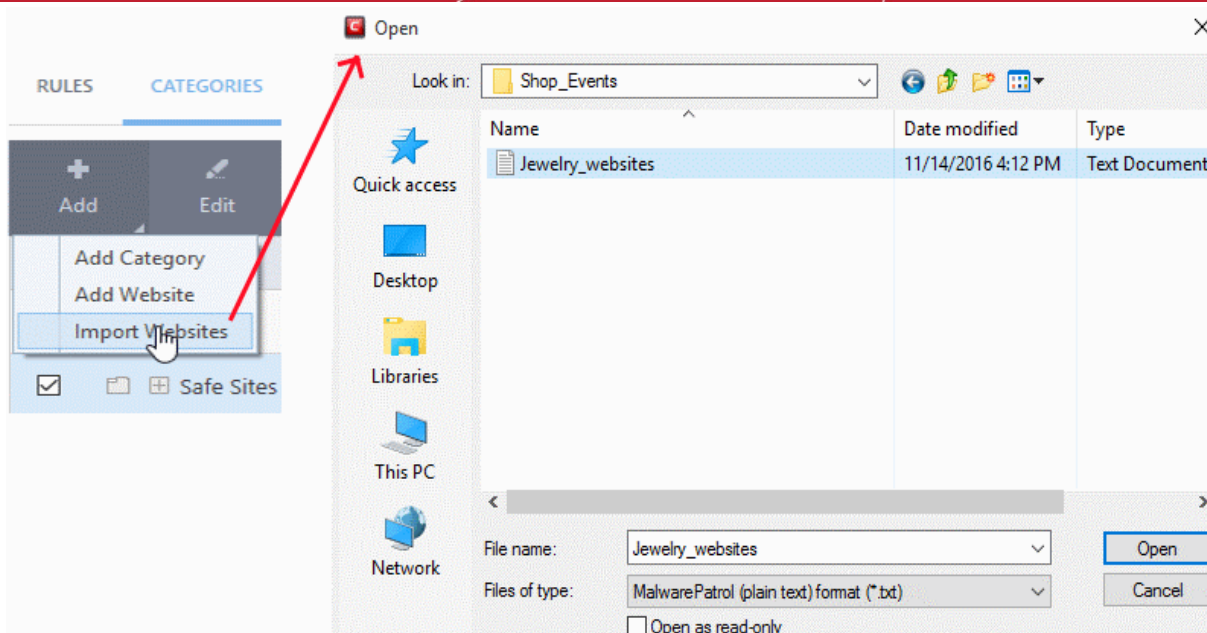 Open
Look in: Shop_Events
RULES CATEGORIES
Name Date modified Type
Jewelry_websites 11/14/2016 4:12 PM Text Document
Quick access
Add Edit
Add Category
Desktop
Add Website
Import Websites
Libraries
Safe Sites
This PC
File name: Jewelry_websites Open
Network
Files of type: MalwarePatrol (plain text) format (*.txt) Cancel
Open as read-only